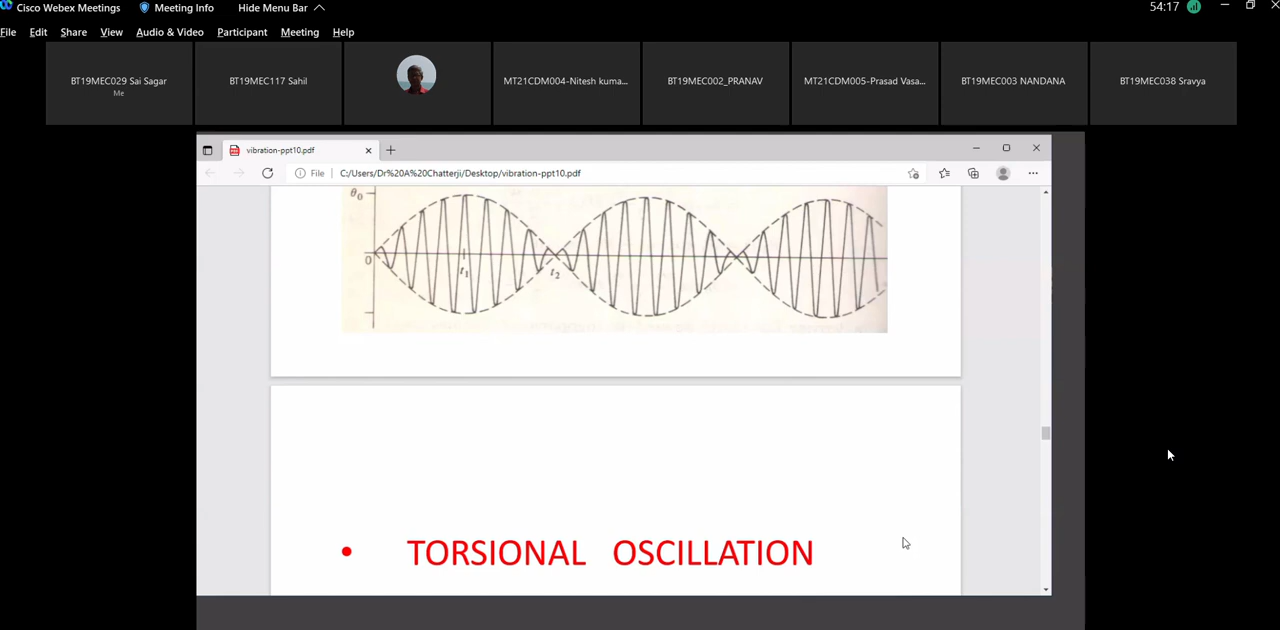 Cisco Webex Meetings Meeting Info Hide Menu Bar 54:17
File Edit Share View Audio & Video Participant Meeting Help
BT19MEC029 Sai Sagar
Me
BT19MEC117 Sahil
MT21CDM004-Nitesh kuma...
BT19MEC002_PRANAV
MT21CDM005-Prasad Vasa...
BT19MEC003 NANDANA
BT19MEC038 Sravya
vibration-ppt10.pdf
File C:/Users/Dr%20A%20Chatterji/Desktop/vibration-ppt10.pdf
θ₀
0
t₁
t₂
• TORSIONAL OSCILLATION